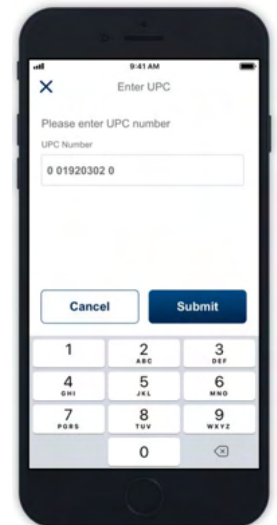 9:41 AM
Enter UPC
Please enter UPC number
UPC Number
0 01920302 0
Cancel Submit
1 2 3
ABC DEF
4 5 6
GHI JKL MNO
7 8 9
PQRS TUV WXYZ
0